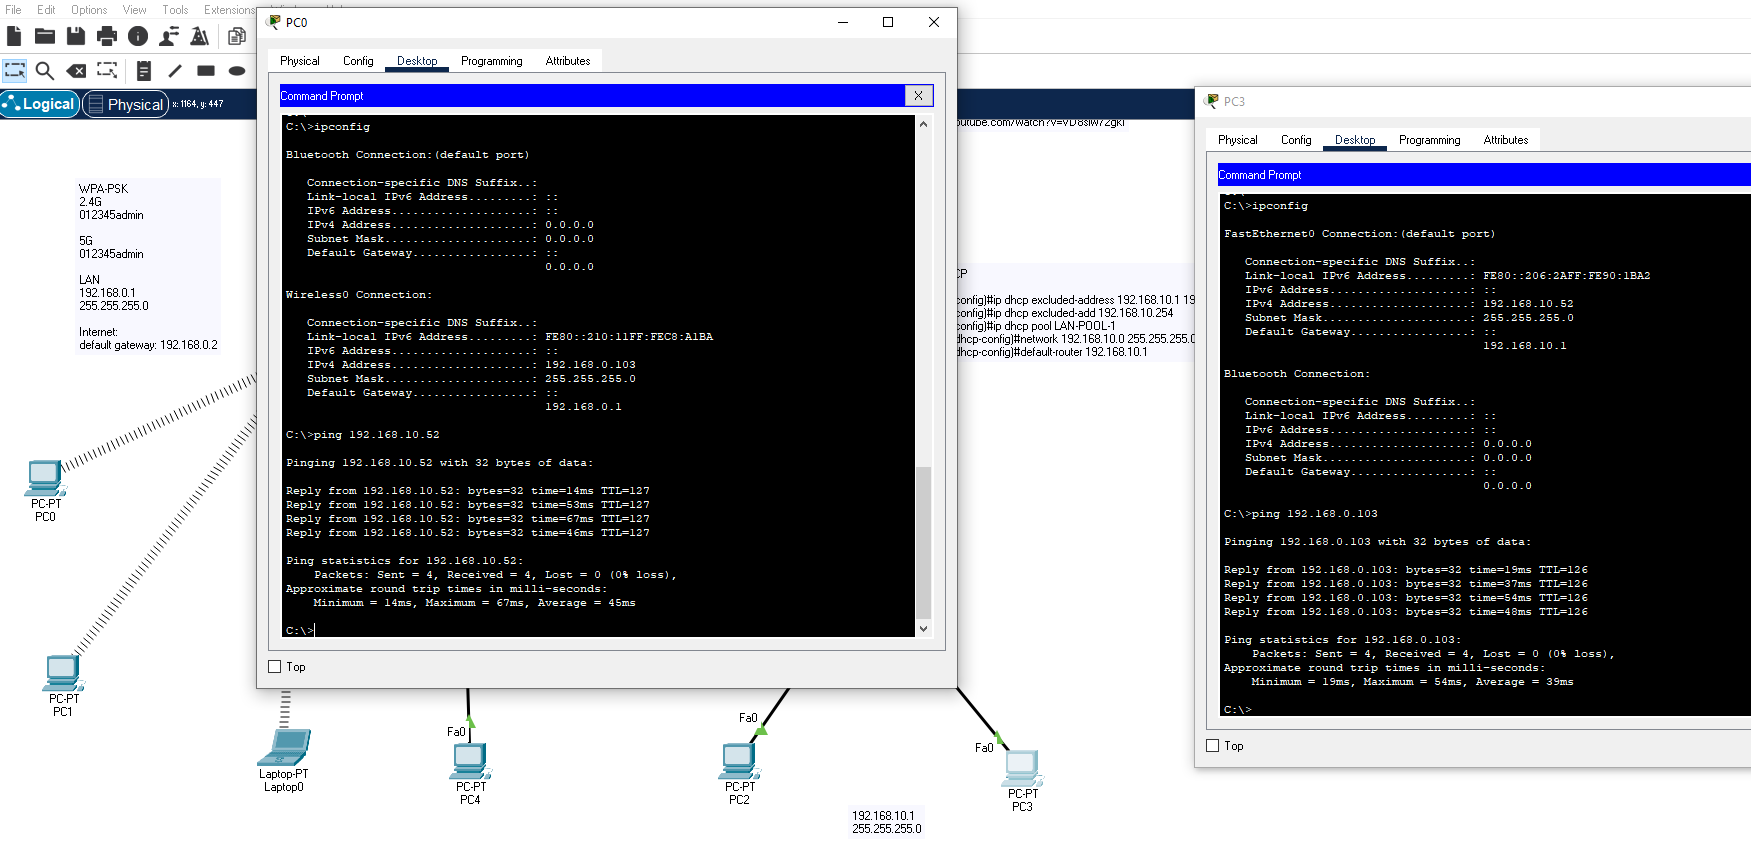 File Edit Options View Tools Extensions
Logical Physical x: 1164, y: 447
WPA-PSK
2.4G
012345admin
5G
012345admin
LAN
192.168.0.1
255.255.255.0
Internet:
default gateway: 192.168.0.2
PC-PT
PC0
PC-PT
PC1
Laptop-PT
Laptop0
Fa0
PC-PT
PC4
Fa0
PC-PT
PC2
Fa0
PC-PT
PC3
192.168.10.1
255.255.255.0
PC0
Physical Config Desktop Programming Attributes
Command Prompt X
C:\>ipconfig
Bluetooth Connection:(default port)
Connection-specific DNS Suffix..:
Link-local IPv6 Address.........: ::
IPv6 Address....................: ::
IPv4 Address....................: 0.0.0.0
Subnet Mask.....................: 0.0.0.0
Default Gateway.................: ::
0.0.0.0
Wireless0 Connection:
Connection-specific DNS Suffix..:
Link-local IPv6 Address.........: FE80::210:11FF:FEC8:A1BA
IPv6 Address....................: ::
IPv4 Address....................: 192.168.0.103
Subnet Mask.....................: 255.255.255.0
Default Gateway.................: ::
192.168.0.1
C:\>ping 192.168.10.52
Pinging 192.168.10.52 with 32 bytes of data:
Reply from 192.168.10.52: bytes=32 time=14ms TTL=127
Reply from 192.168.10.52: bytes=32 time=53ms TTL=127
Reply from 192.168.10.52: bytes=32 time=67ms TTL=127
Reply from 192.168.10.52: bytes=32 time=46ms TTL=127
Ping statistics for 192.168.10.52:
Packets: Sent = 4, Received = 4, Lost = 0 (0% loss),
Approximate round trip times in milli-seconds:
Minimum = 14ms, Maximum = 67ms, Average = 45ms
C:\>
Top
CP
config)#ip dhcp excluded-address 192.168.10.1 19
config)#ip dhcp excluded-add 192.168.10.254
config)#ip dhcp pool LAN-POOL-1
dhcp-config)#network 192.168.10.0 255.255.255.0
dhcp-config)#default-router 192.168.10.1
PC3
Physical Config Desktop Programming Attributes
Command Prompt
C:\>ipconfig
FastEthernet0 Connection:(default port)
Connection-specific DNS Suffix..:
Link-local IPv6 Address.........: FE80::206:2AFF:FE90:1BA2
IPv6 Address....................: ::
IPv4 Address....................: 192.168.10.52
Subnet Mask.....................: 255.255.255.0
Default Gateway.................: ::
192.168.10.1
Bluetooth Connection:
Connection-specific DNS Suffix..:
Link-local IPv6 Address.........: ::
IPv6 Address....................: ::
IPv4 Address....................: 0.0.0.0
Subnet Mask.....................: 0.0.0.0
Default Gateway.................: ::
0.0.0.0
C:\>ping 192.168.0.103
Pinging 192.168.0.103 with 32 bytes of data:
Reply from 192.168.0.103: bytes=32 time=19ms TTL=126
Reply from 192.168.0.103: bytes=32 time=37ms TTL=126
Reply from 192.168.0.103: bytes=32 time=54ms TTL=126
Reply from 192.168.0.103: bytes=32 time=48ms TTL=126
Ping statistics for 192.168.0.103:
Packets: Sent = 4, Received = 4, Lost = 0 (0% loss),
Approximate round trip times in milli-seconds:
Minimum = 19ms, Maximum = 54ms, Average = 39ms
C:\>
Top